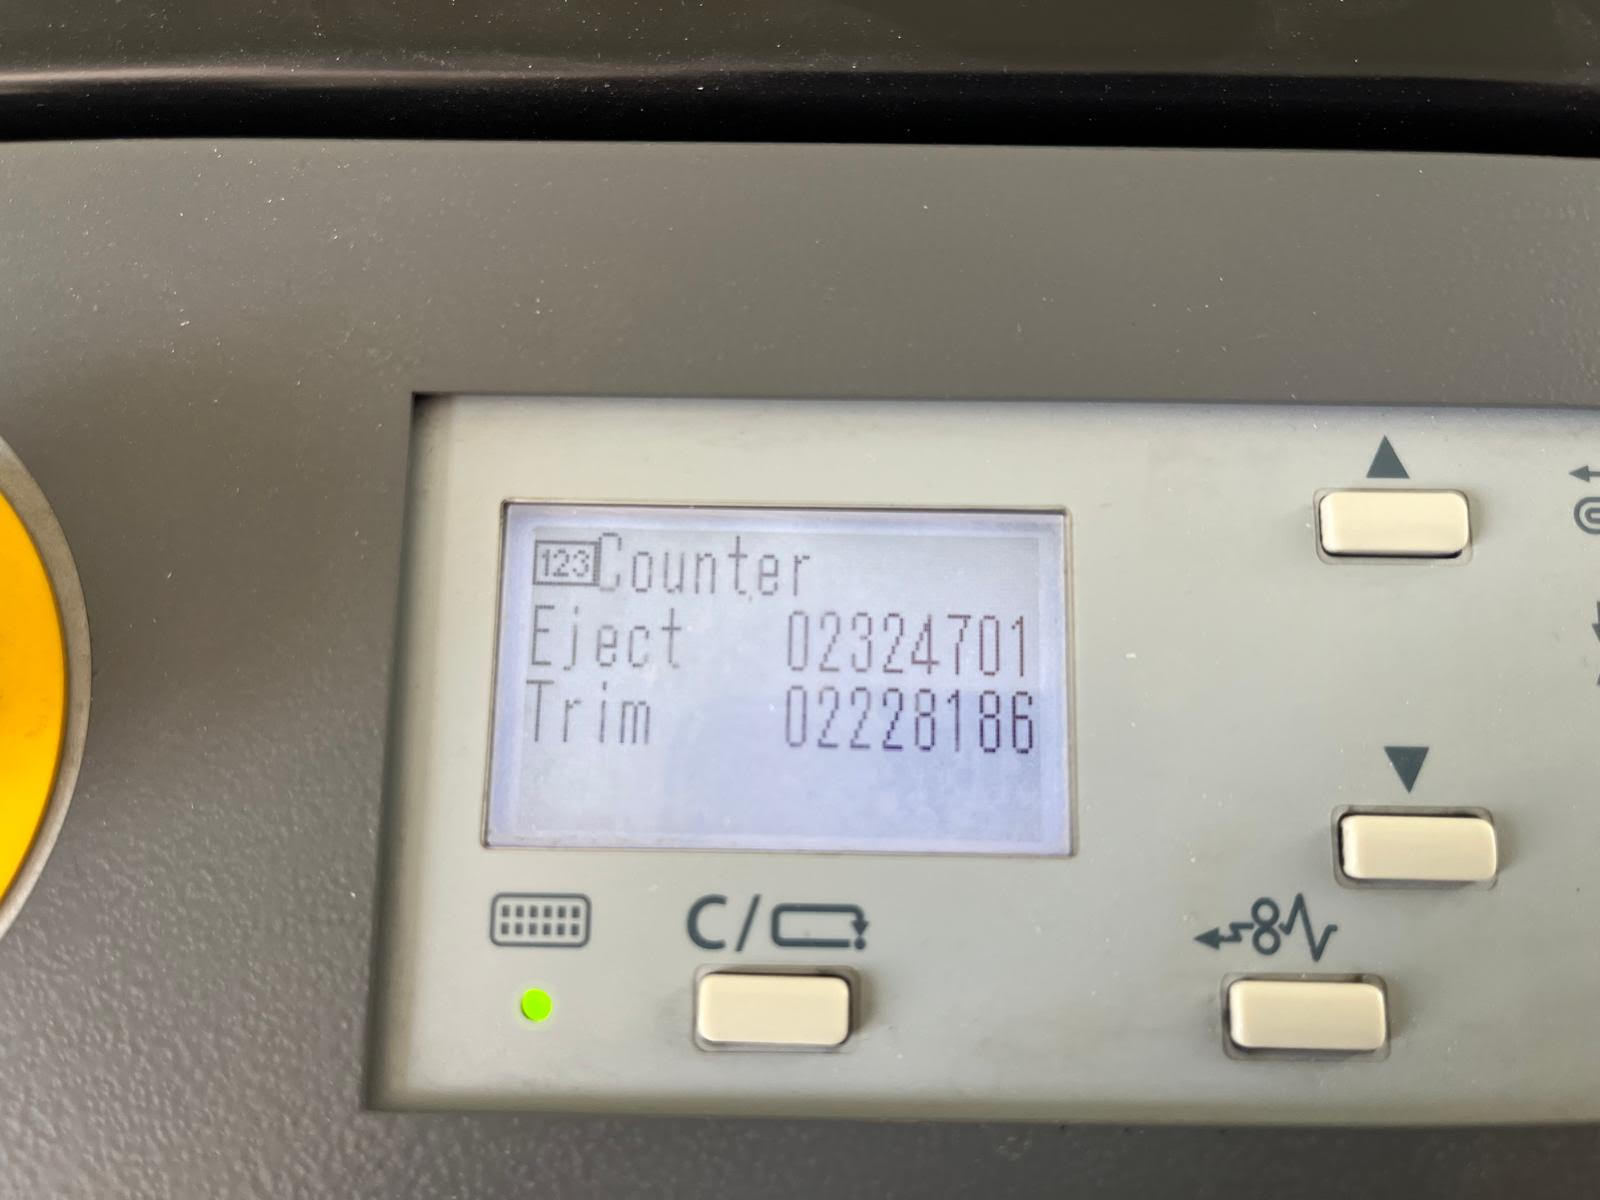 123 Counter
Eject 02324701
Trim 02228186
C/